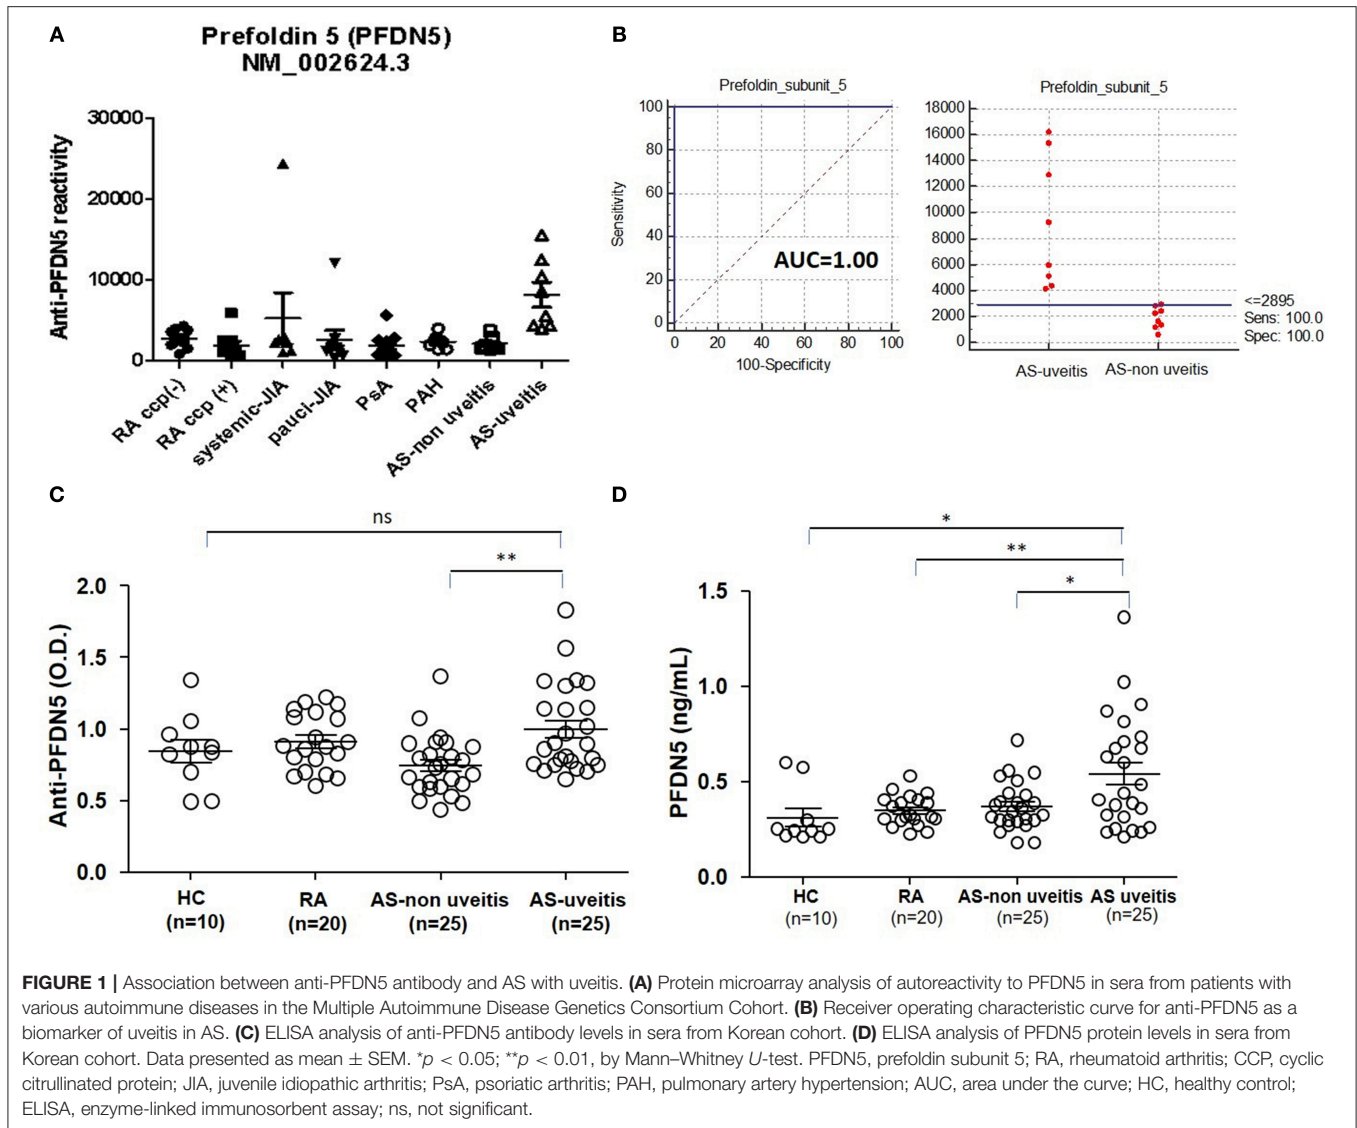 A
Prefoldin 5 (PFDN5)
NM_002624.3
Anti-PFDN5 reactivity
30000
20000
10000
0
RA ccp(-)
RA ccp (+)
systemic-JIA
pauci-JIA
PsA
PAH
AS-non uveitis
AS-uveitis
B
Prefoldin_subunit_5
Sensitivity
100
80
60
40
20
0
AUC=1.00
0 20 40 60 80 100
100-Specificity
Prefoldin_subunit_5
18000
16000
14000
12000
10000
8000
6000
4000
2000
0
<=2895
Sens: 100.0
Spec: 100.0
AS-uveitis AS-non uveitis
C
ns
**
Anti-PFDN5 (O.D.)
2.0
1.5
1.0
0.5
0.0
HC RA AS-non uveitis AS-uveitis
(n=10) (n=20) (n=25) (n=25)
D
*
**
*
PFDN5 (ng/mL)
1.5
1.0
0.5
0.0
HC RA AS-non uveitis AS uveitis
(n=10) (n=20) (n=25) (n=25)
FIGURE 1 | Association between anti-PFDN5 antibody and AS with uveitis. (A) Protein microarray analysis of autoreactivity to PFDN5 in sera from patients with
various autoimmune diseases in the Multiple Autoimmune Disease Genetics Consortium Cohort. (B) Receiver operating characteristic curve for anti-PFDN5 as a
biomarker of uveitis in AS. (C) ELISA analysis of anti-PFDN5 antibody levels in sera from Korean cohort. (D) ELISA analysis of PFDN5 protein levels in sera from
Korean cohort. Data presented as mean ± SEM. *p < 0.05; **p < 0.01, by Mann–Whitney U-test. PFDN5, prefoldin subunit 5; RA, rheumatoid arthritis; CCP, cyclic
citrullinated protein; JIA, juvenile idiopathic arthritis; PsA, psoriatic arthritis; PAH, pulmonary artery hypertension; AUC, area under the curve; HC, healthy control;
ELISA, enzyme-linked immunosorbent assay; ns, not significant.